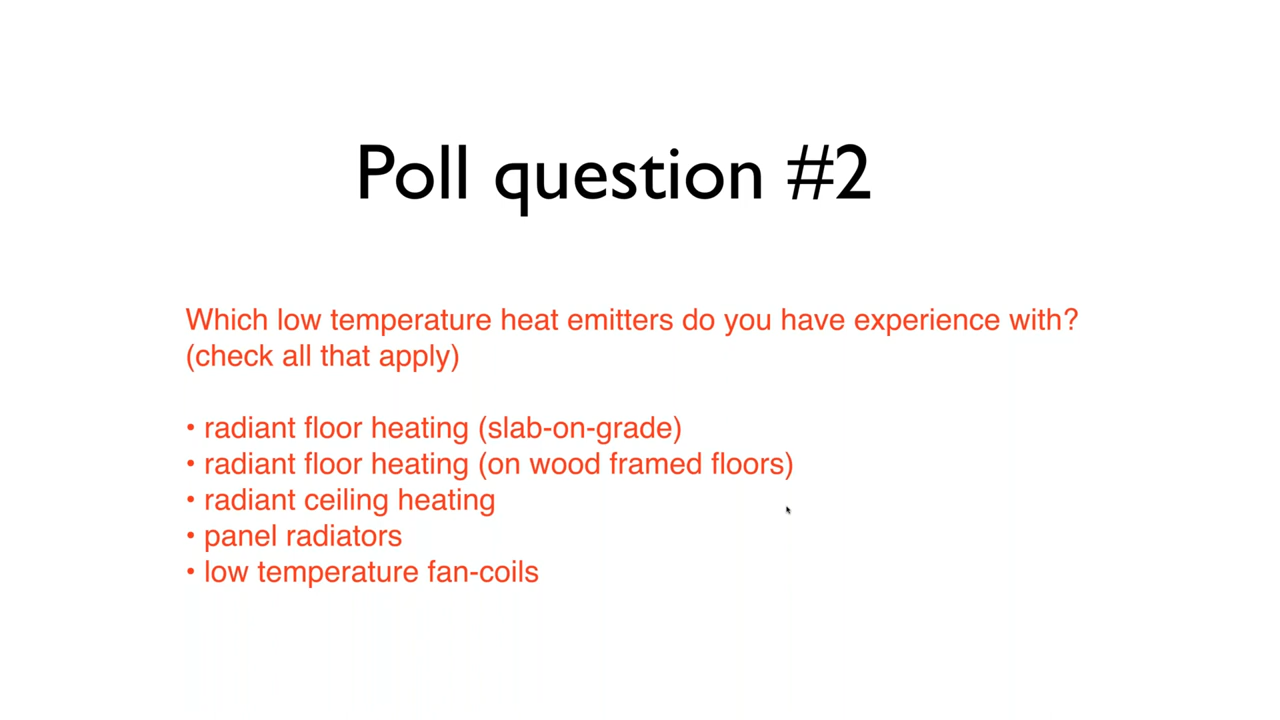 Poll question #2
Which low temperature heat emitters do you have experience with?
(check all that apply)
• radiant floor heating (slab-on-grade)
• radiant floor heating (on wood framed floors)
• radiant ceiling heating
• panel radiators
• low temperature fan-coils